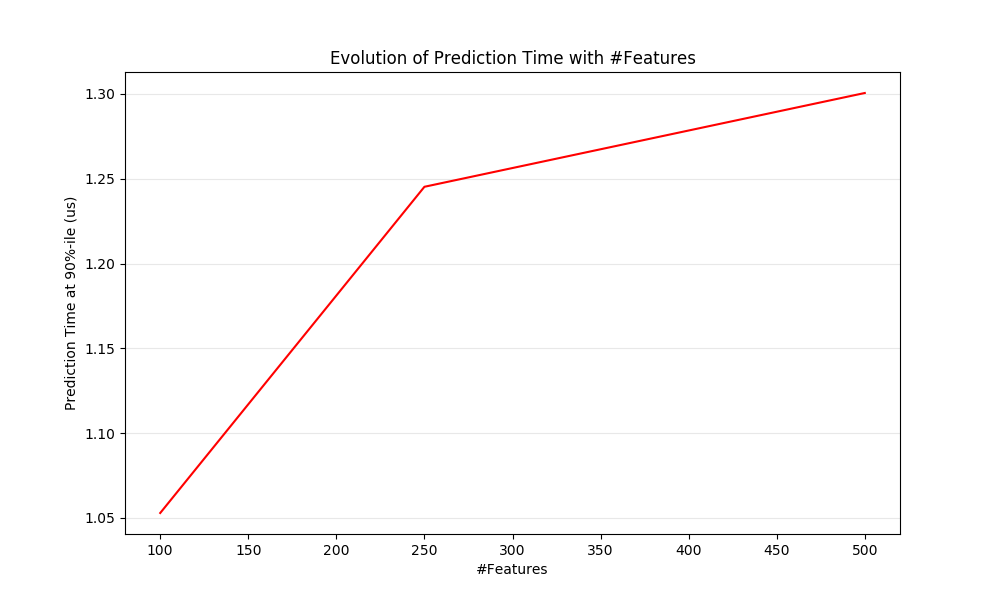 Evolution of Prediction Time with #Features
Prediction Time at 90%-ile (us)
1.30
1.25
1.20
1.15
1.10
1.05
100 150 200 250 300 350 400 450 500
#Features